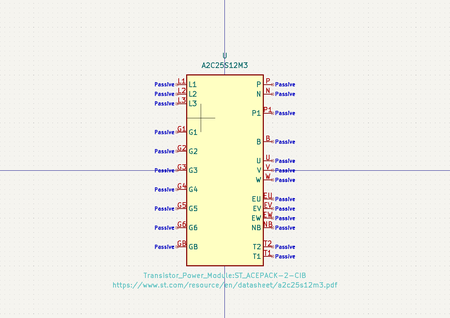 U
A2C25S12M3
Passive L1 L1 P P Passive
Passive L2 L2 N N Passive
Passive L3 L3
P1 P1 Passive
Passive G1 G1
B B Passive
Passive G2 G2
U U Passive
Passive G3 G3 V V Passive
W W Passive
Passive G4 G4
EU EU Passive
Passive G5 G5 EV EV Passive
EW EW Passive
Passive G6 G6 NB NB Passive
Passive GB GB T2 T2 Passive
T1 T1 Passive
Transistor_Power_Module:ST_ACEPACK-2-CIB
https://www.st.com/resource/en/datasheet/a2c25s12m3.pdf